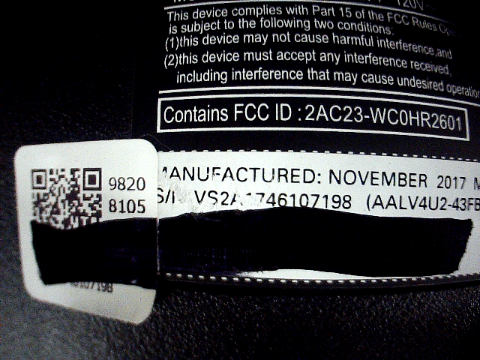 120V
This device complies with Part 15 of the FCC Rules
is subject to the following two conditions:
(1)this device may not cause harmful interference,and
(2)this device must accept any interference received,
including interference that may cause undesired
Contains FCC ID : 2AC23-WC0HR2601
MANUFACTURED: NOVEMBER 2017
(AALV4U2-43FB
9820
8105